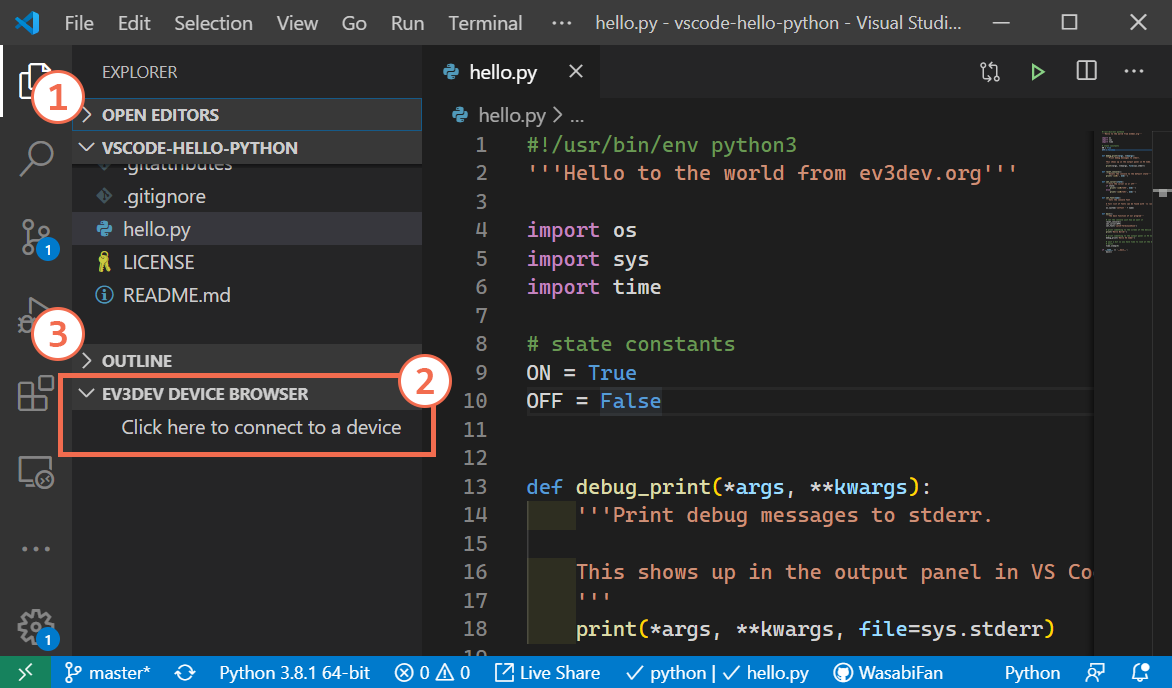 File Edit Selection View Go Run Terminal ··· hello.py - vscode-hello-python - Visual Studi...
EXPLORER
hello.py
1
OPEN EDITORS
hello.py > ...
VSCODE-HELLO-PYTHON
.gitattributes
.gitignore
hello.py
LICENSE
README.md
1
3
OUTLINE
2
EV3DEV DEVICE BROWSER
Click here to connect to a device
1
1 #!/usr/bin/env python3
2 '''Hello to the world from ev3dev.org'''
3
4 import os
5 import sys
6 import time
7
8 # state constants
9 ON = True
10 OFF = False
11
12
13 def debug_print(*args, **kwargs):
14 '''Print debug messages to stderr.
15
16 This shows up in the output panel in VS Co
17 '''
18 print(*args, **kwargs, file=sys.stderr)
19
master* Python 3.8.1 64-bit 0 0 Live Share python | hello.py WasabiFan Python